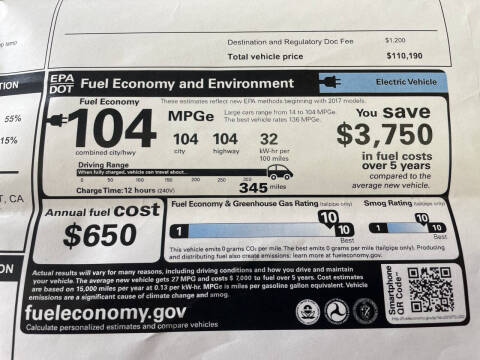 Destination and Regulatory Doc Fee $1,200
Total vehicle price $110,190
55%
15%
T, CA
EPA
DOT
Fuel Economy and Environment
Electric Vehicle
Fuel Economy
These estimates reflect new EPA methods beginning with 2017 models.
104 MPGe
combined city/hwy
104
city
104
highway
32
kW-hr per
100 miles
Large cars range from 14 to 104 MPGe.
The best vehicle rates 136 MPGe.
You save
$3,750
in fuel costs
over 5 years
compared to the
average new vehicle.
Driving Range
When fully charged, vehicle can travel about...
0 50 100 150 200 250 300
345 miles
Charge Time: 12 hours (240V)
Annual fuel cost
$650
Fuel Economy & Greenhouse Gas Rating (tailpipe only)
1 10 10
Best
Smog Rating (tailpipe only)
1 10 10
Best
This vehicle emits 0 grams CO₂ per mile. The best emits 0 grams per mile (tailpipe only). Producing
and distributing fuel also create emissions: learn more at fueleconomy.gov.
Actual results will vary for many reasons, including driving conditions and how you drive and maintain
your vehicle. The average new vehicle gets 27 MPG and costs $ 7,000 to fuel over 5 years. Cost estimates
are based on 15,000 miles per year at 0.13 per kW-hr. MPGe is miles per gasoline gallon equivalent. Vehicle
emissions are a significant cause of climate change and smog.
fueleconomy.gov
Calculate personalized estimates and compare vehicles
Smartphone
QR Code™